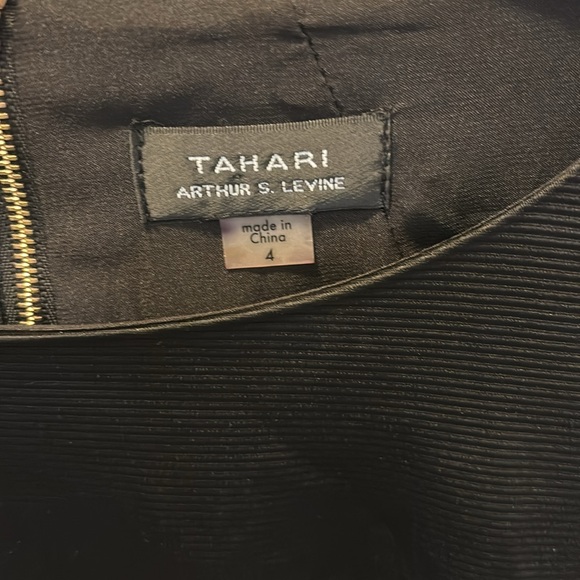 TAHARI
ARTHUR S. LEVINE
made in
China
4